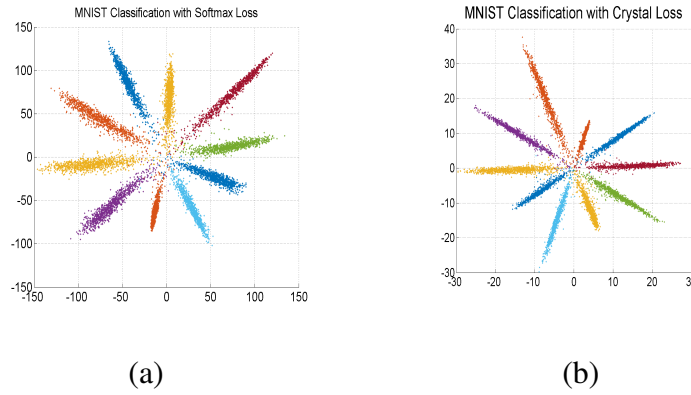 MNIST Classification with Softmax Loss
150
100
50
0
-50
-100
-150
-150 -100 -50 0 50 100 150
(a)
MNIST Classification with Crystal Loss
40
30
20
10
0
-10
-20
-30
-30 -20 -10 0 10 20 30
(b)